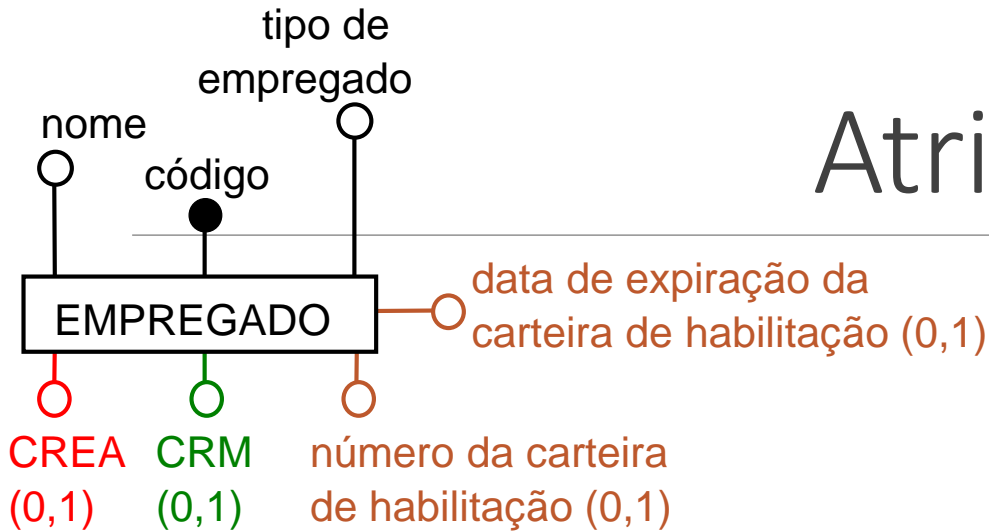 tipo de
empregado
nome
código
Atri
EMPREGADO
data de expiração da
carteira de habilitação (0,1)
CREA
(0,1)
CRM
(0,1)
número da carteira
de habilitação (0,1)